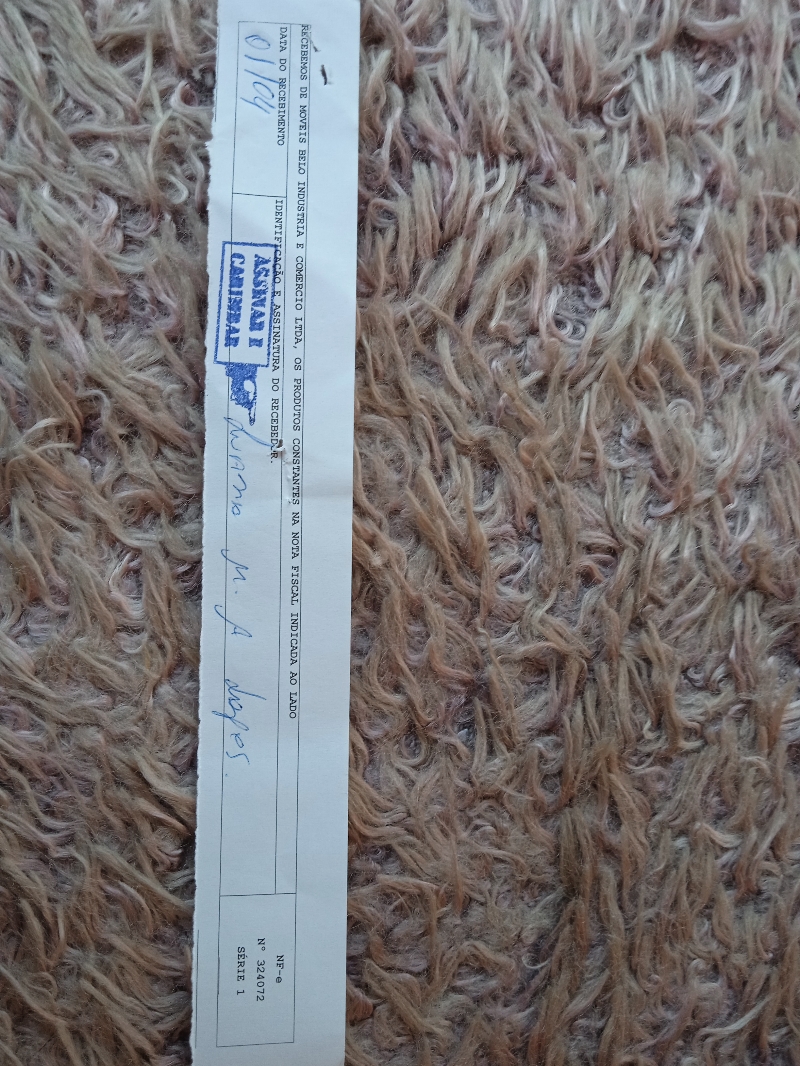 RECEBEMOS DE MOVEIS BELO INDUSTRIA E COMERCIO LTDA, OS PRODUTOS CONSTANTES NA NOTA FISCAL INDICADA AO LADO
DATA DO RECEBIMENTO
01/04
IDENTIFICAÇÃO E ASSINATURA DO RECEBEDOR.
ASSINAR E
CARIMBAR
M. A
NF-e
N° 324072
SÉRIE 1